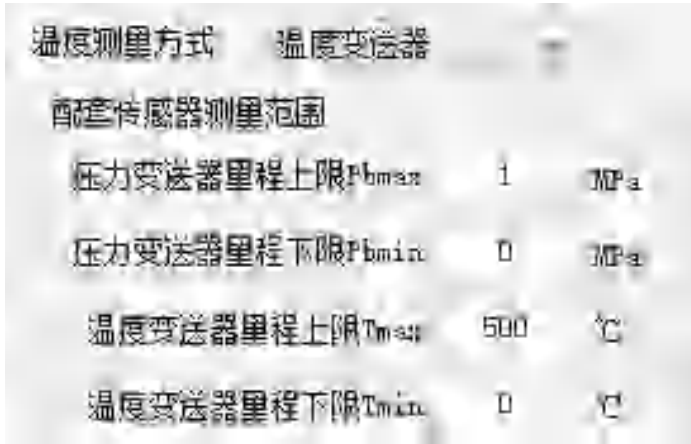 温度测量方式 温度变送器
配套传感器测量范围
压力变送器量程上限Pbmax 1 MPa
压力变送器量程下限Pbmin 0 MPa
温度变送器量程上限Tmax 500 ℃
温度变送器量程下限Tmin 0 ℃